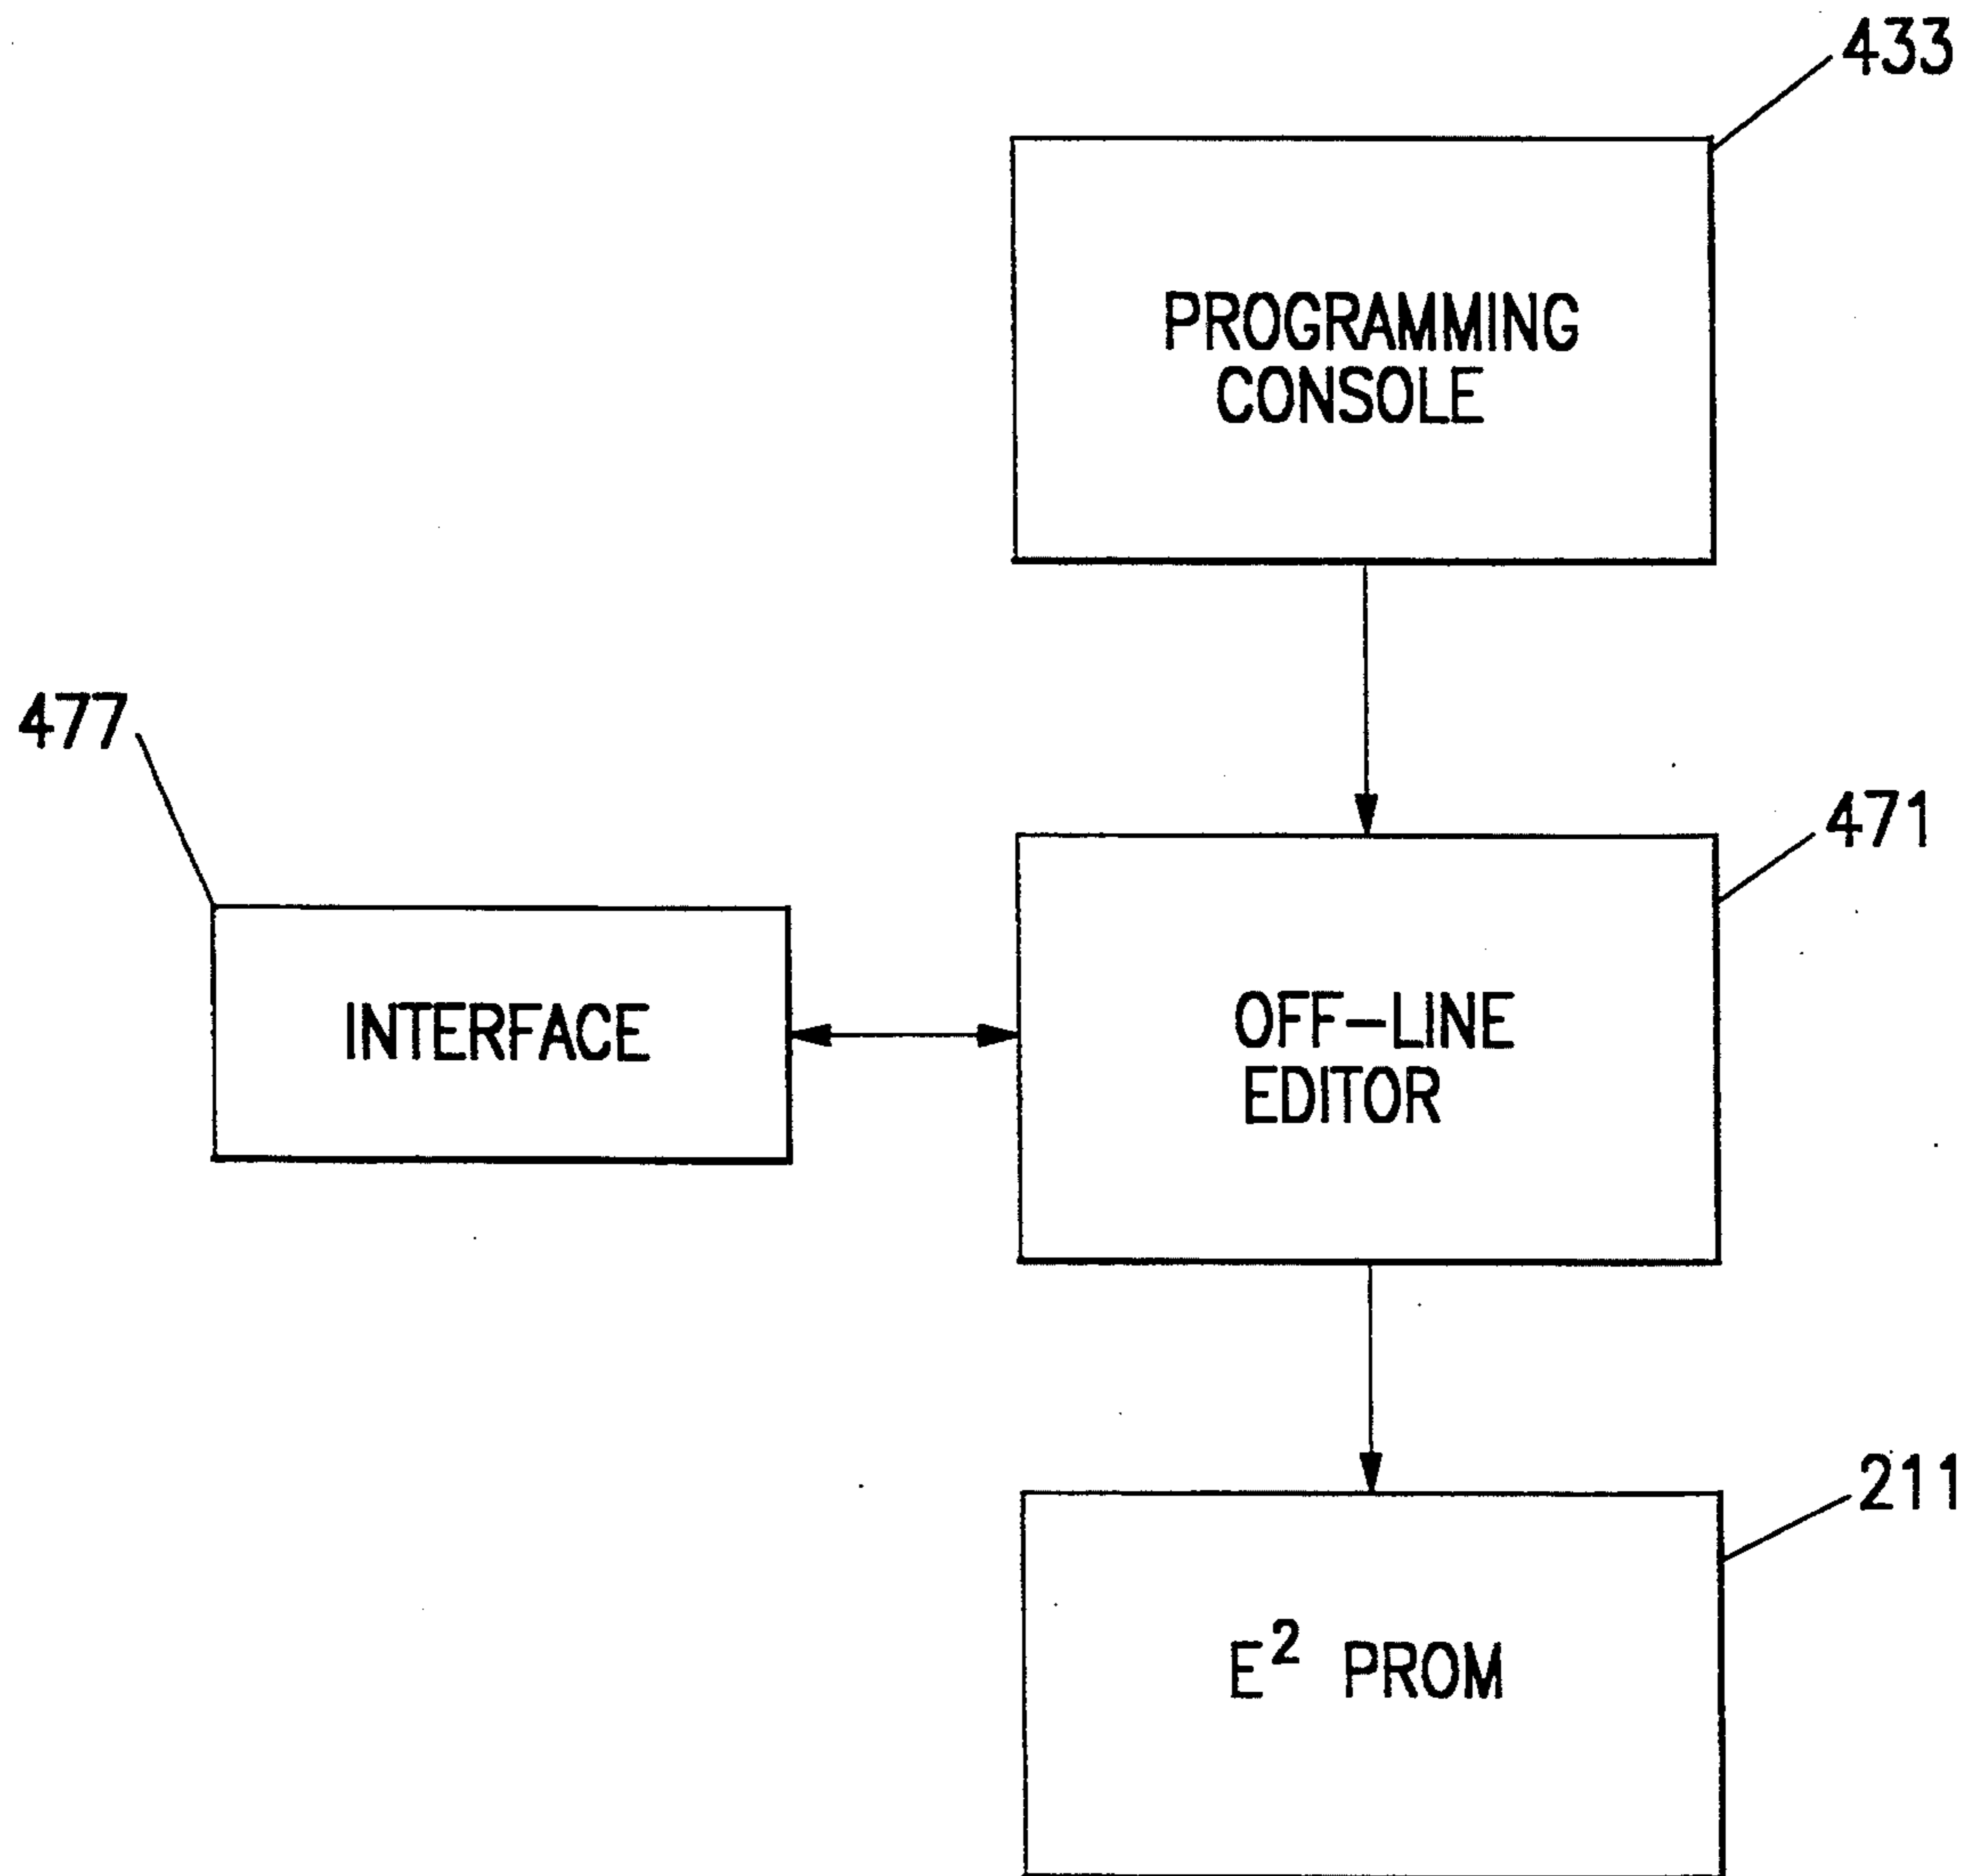 433
PROGRAMMING
CONSOLE
477
471
INTERFACE
OFF-LINE
EDITOR
211
E² PROM